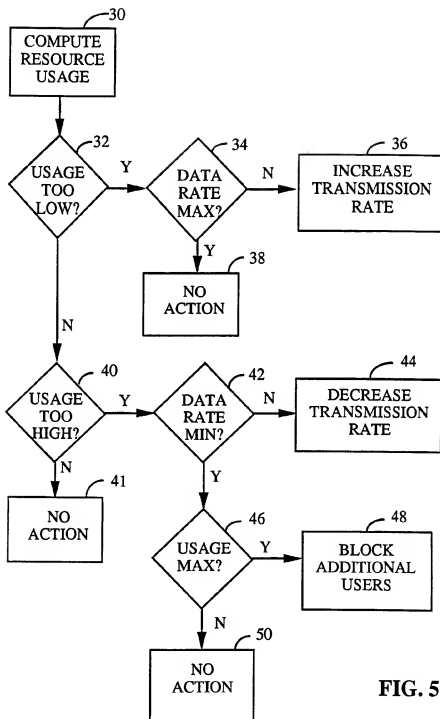 30
COMPUTE
RESOURCE
USAGE
32
USAGE
TOO
LOW?
Y
34
DATA
RATE
MAX?
N
36
INCREASE
TRANSMISSION
RATE
Y
38
NO
ACTION
N
40
USAGE
TOO
HIGH?
Y
42
DATA
RATE
MIN?
N
44
DECREASE
TRANSMISSION
RATE
N
41
NO
ACTION
Y
46
USAGE
MAX?
Y
48
BLOCK
ADDITIONAL
USERS
N
50
NO
ACTION
FIG. 5